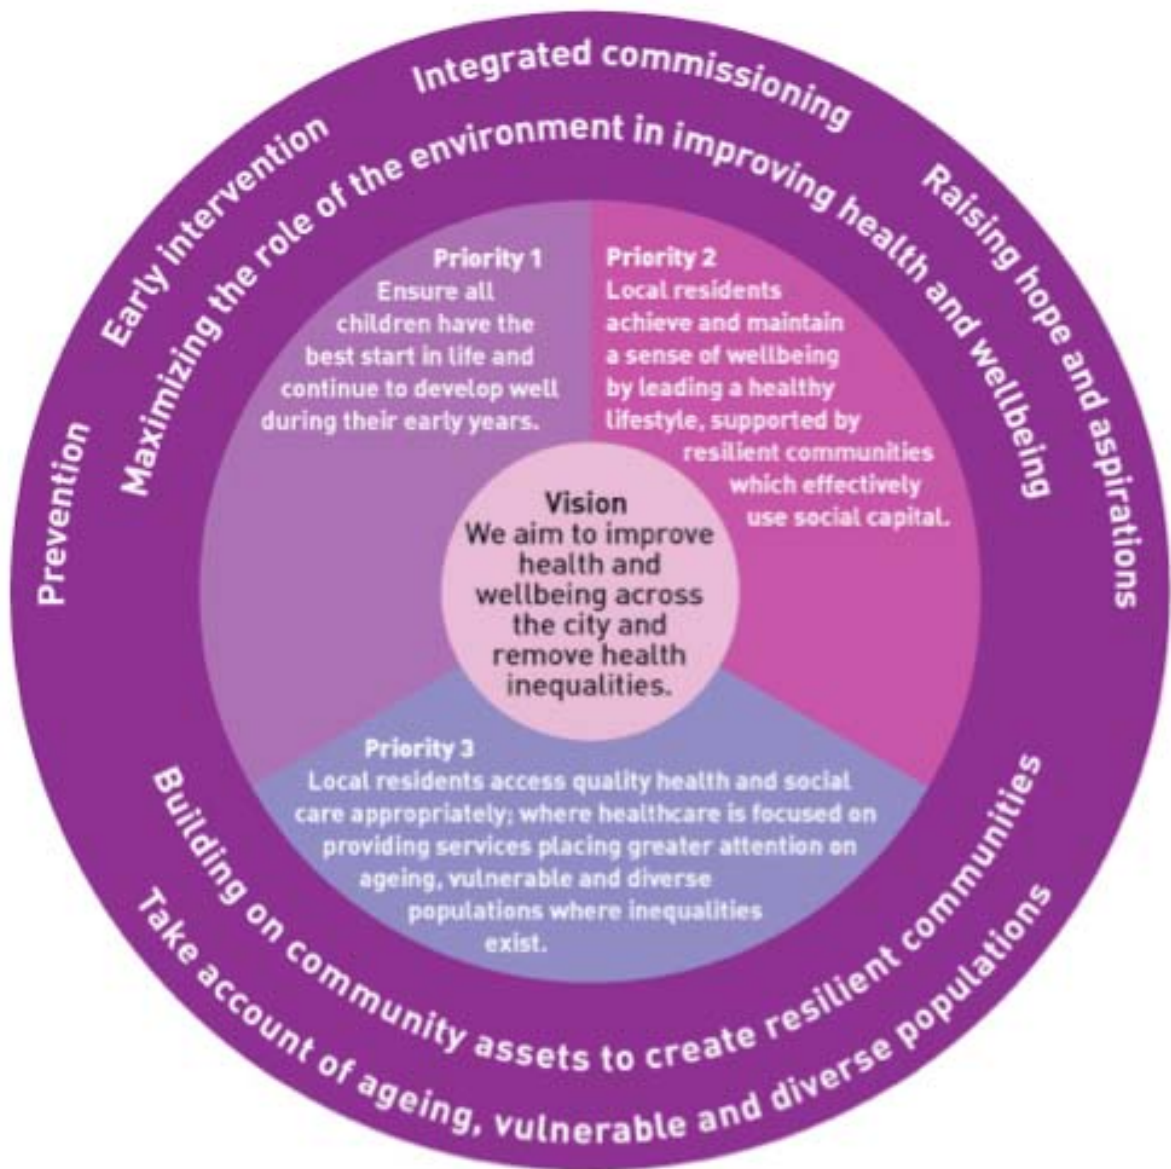 Integrated commissioning
Early intervention
Raising hope and aspirations
Prevention
Maximizing the role of the environment in improving health and wellbeing
Priority 1
Ensure all
children have the
best start in life and
continue to develop well
during their early years.
Priority 2
Local residents
achieve and maintain
a sense of wellbeing
by leading a healthy
lifestyle, supported by
resilient communities
which effectively
use social capital.
Vision
We aim to improve
health and
wellbeing across
the city and
remove health
inequalities.
Priority 3
Local residents access quality health and social
care appropriately; where healthcare is focused on
providing services placing greater attention on
ageing, vulnerable and diverse
populations where inequalities
exist.
Building on community assets to create resilient communities
Take account of ageing, vulnerable and diverse populations